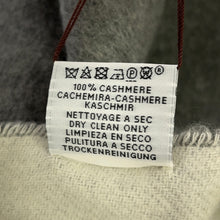 100% CASHMERE
CACHEMIRA-CASHMERE
KASCHMIR
NETTOYAGE A SEC
DRY CLEAN ONLY
LIMPIEZA EN SECO
PULITURA A SECCO
TROCKENREINIGUNG